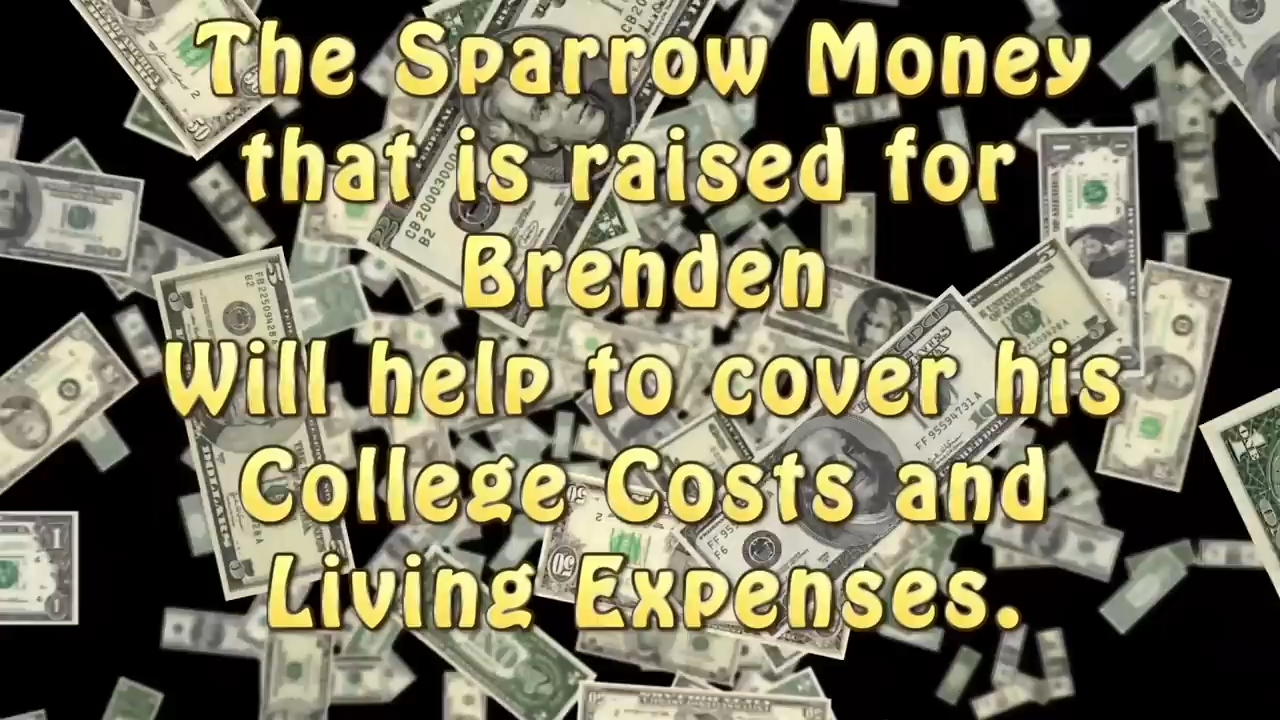 The Sparrow Money
that is raised for
Brenden
Will help to cover his
College Costs and
Living Expenses.